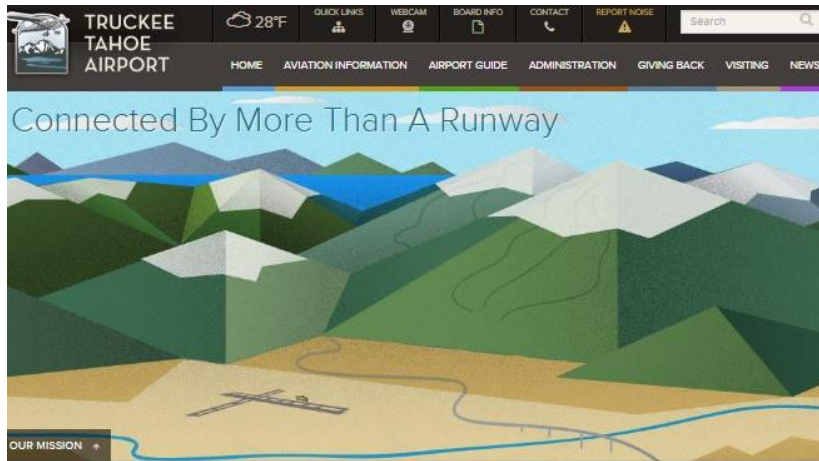 TRUCKEE
TAHOE
AIRPORT
28°F
QUICK LINKS
WEBCAM
BOARD INFO
CONTACT
REPORT NOISE
Search
HOME
AVIATION INFORMATION
AIRPORT GUIDE
ADMINISTRATION
GIVING BACK
VISITING
NEWS
Connected By More Than A Runway
OUR MISSION